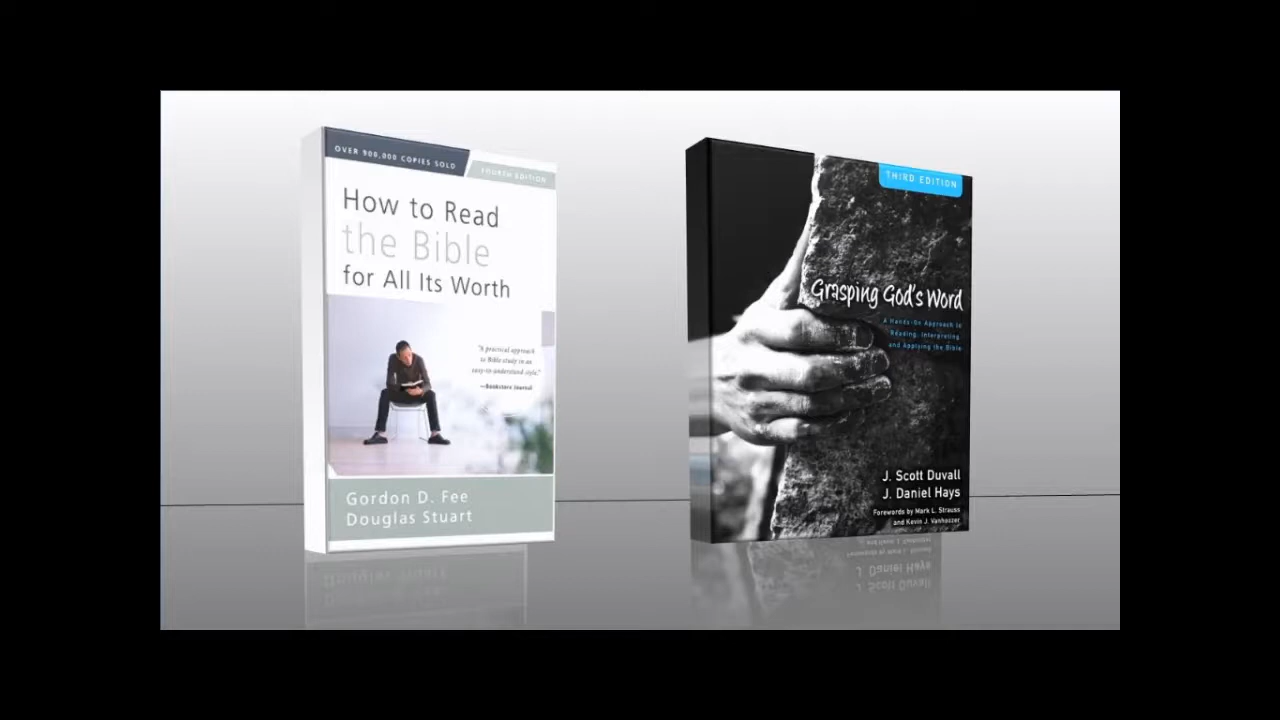 OVER 900,000 COPIES SOLD
FOURTH EDITION
How to Read
the Bible
for All Its Worth
"A practical approach
to Bible study in an
easy-to-understand style."
—Bookstore Journal
Gordon D. Fee
Douglas Stuart
THIRD EDITION
Grasping God's Word
A Hands-On Approach to
Reading, Interpreting,
and Applying the Bible
J. Scott Duvall
J. Daniel Hays
Forewords by Mark L. Strauss
and Kevin J. Vanhoozer